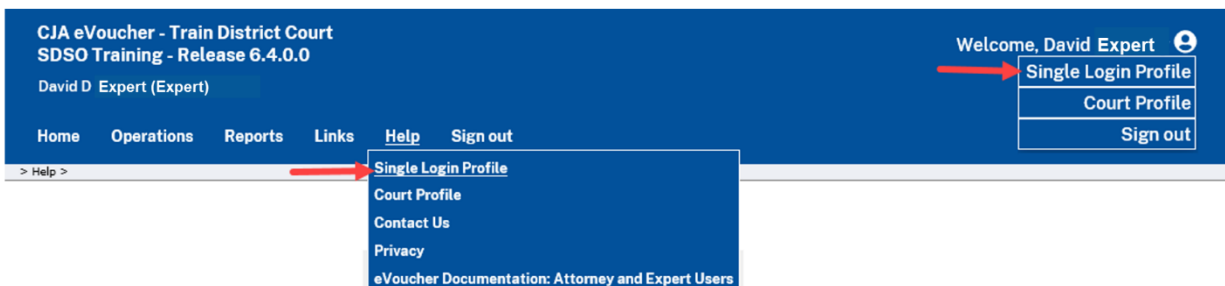 CJA eVoucher - Train District Court
SDSO Training - Release 6.4.0.0
David D Expert (Expert)
Welcome, David Expert
Single Login Profile
Court Profile
Sign out
Home Operations Reports Links Help Sign out
> Help >
Single Login Profile
Court Profile
Contact Us
Privacy
eVoucher Documentation: Attorney and Expert Users